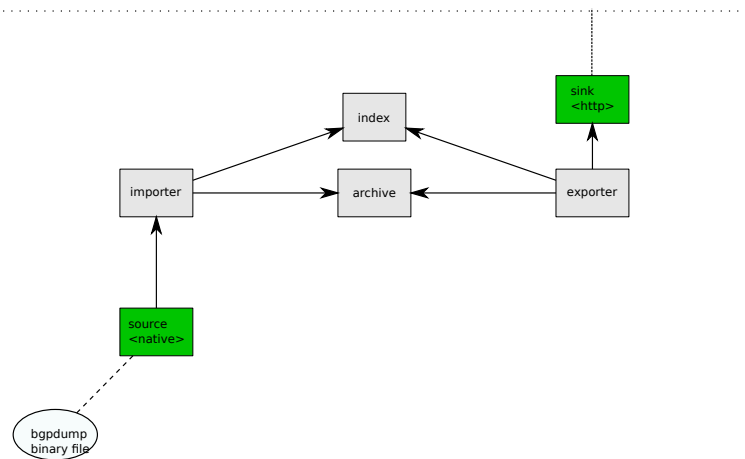 sink
<http>
index
importer
archive
exporter
source
<native>
bgpdump
binary file